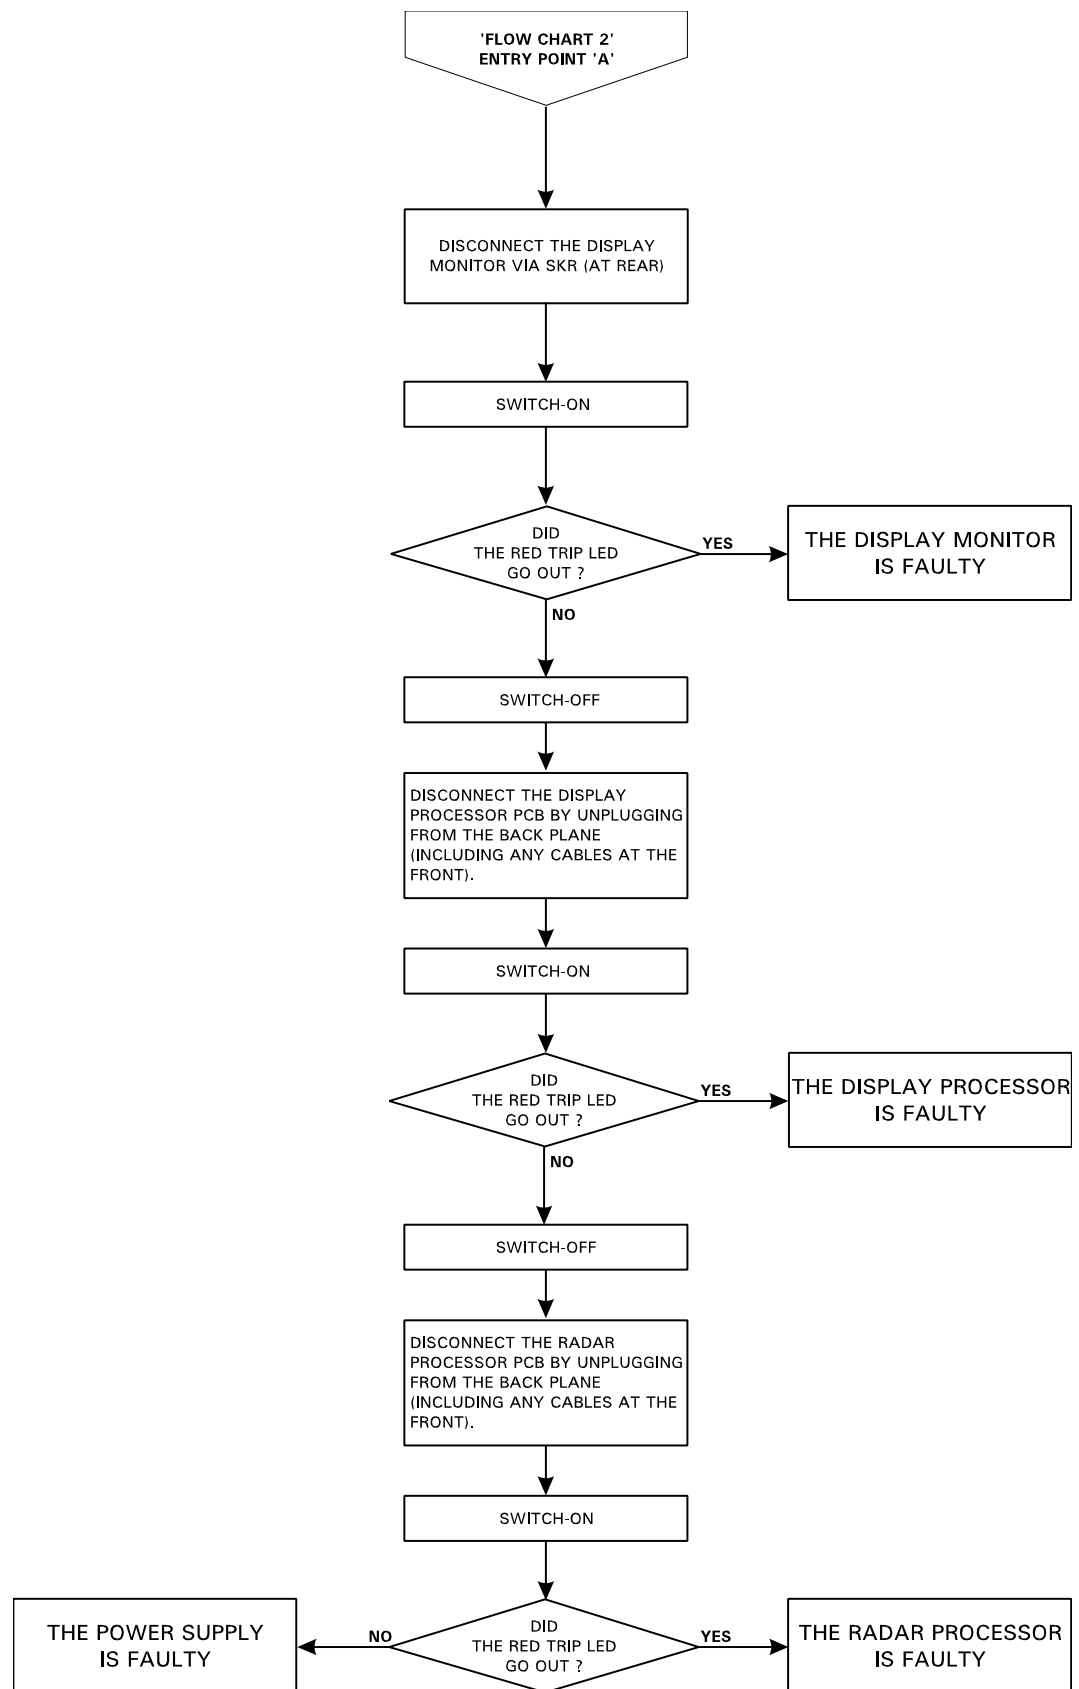 'FLOW CHART 2'
ENTRY POINT 'A'
DISCONNECT THE DISPLAY
MONITOR VIA SKR (AT REAR)
SWITCH-ON
DID
THE RED TRIP LED
GO OUT ?
YES
THE DISPLAY MONITOR
IS FAULTY
NO
SWITCH-OFF
DISCONNECT THE DISPLAY
PROCESSOR PCB BY UNPLUGGING
FROM THE BACK PLANE
(INCLUDING ANY CABLES AT THE
FRONT).
SWITCH-ON
DID
THE RED TRIP LED
GO OUT ?
YES
THE DISPLAY PROCESSOR
IS FAULTY
NO
SWITCH-OFF
DISCONNECT THE RADAR
PROCESSOR PCB BY UNPLUGGING
FROM THE BACK PLANE
(INCLUDING ANY CABLES AT THE
FRONT).
SWITCH-ON
DID
THE RED TRIP LED
GO OUT ?
NO
THE POWER SUPPLY
IS FAULTY
YES
THE RADAR PROCESSOR
IS FAULTY